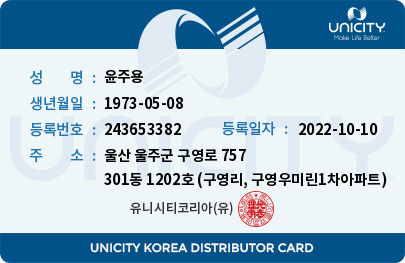 UNICITY
Make Life Better
성 명 : 윤주용
생년월일 : 1973-05-08
등록번호 : 243653382 등록일자 : 2022-10-10
주 소 : 울산 울주군 구영로 757
301동 1202호 (구영리, 구영우미린1차아파트)
유니시티코리아(유)
UNICITY KOREA DISTRIBUTOR CARD